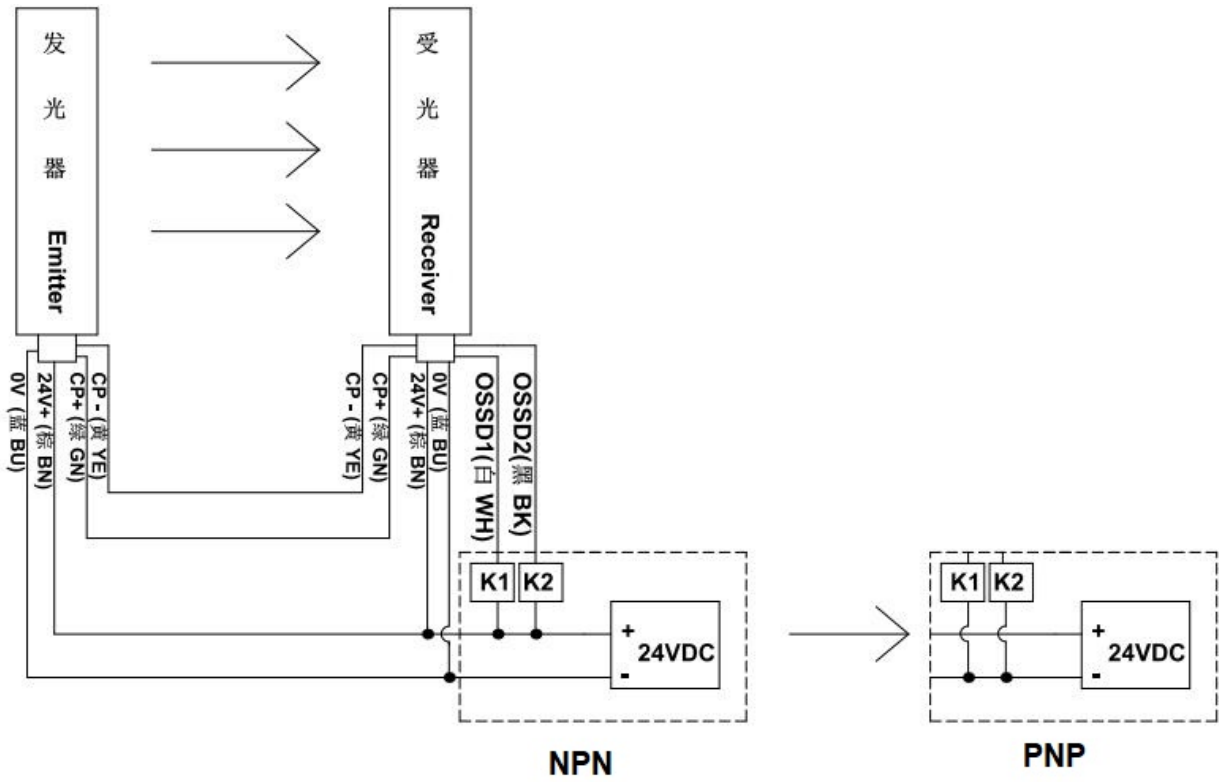 发光器 Emitter
受光器 Receiver
0V (蓝 BU)
24V+(棕 BN)
CP+(绿 GN)
CP -(黄 YE)
CP -(黄 YE)
CP+(绿 GN)
24V+(棕 BN)
0V (蓝 BU)
OSSD1(白 WH)
OSSD2(黑 BK)
K1
K2
+
24VDC
-
K1
K2
+
24VDC
-
NPN
PNP